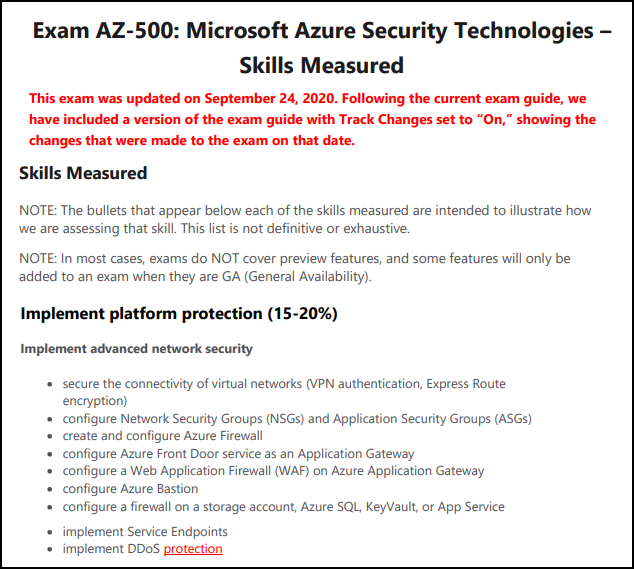 Exam AZ-500: Microsoft Azure Security Technologies –
Skills Measured
This exam was updated on September 24, 2020. Following the current exam guide, we
have included a version of the exam guide with Track Changes set to “On,” showing the
changes that were made to the exam on that date.
Skills Measured
NOTE: The bullets that appear below each of the skills measured are intended to illustrate how
we are assessing that skill. This list is not definitive or exhaustive.
NOTE: In most cases, exams do NOT cover preview features, and some features will only be
added to an exam when they are GA (General Availability).
Implement platform protection (15-20%)
Implement advanced network security
• secure the connectivity of virtual networks (VPN authentication, Express Route
encryption)
• configure Network Security Groups (NSGs) and Application Security Groups (ASGs)
• create and configure Azure Firewall
• configure Azure Front Door service as an Application Gateway
• configure a Web Application Firewall (WAF) on Azure Application Gateway
• configure Azure Bastion
• configure a firewall on a storage account, Azure SQL, KeyVault, or App Service
• implement Service Endpoints
• implement DDoS protection